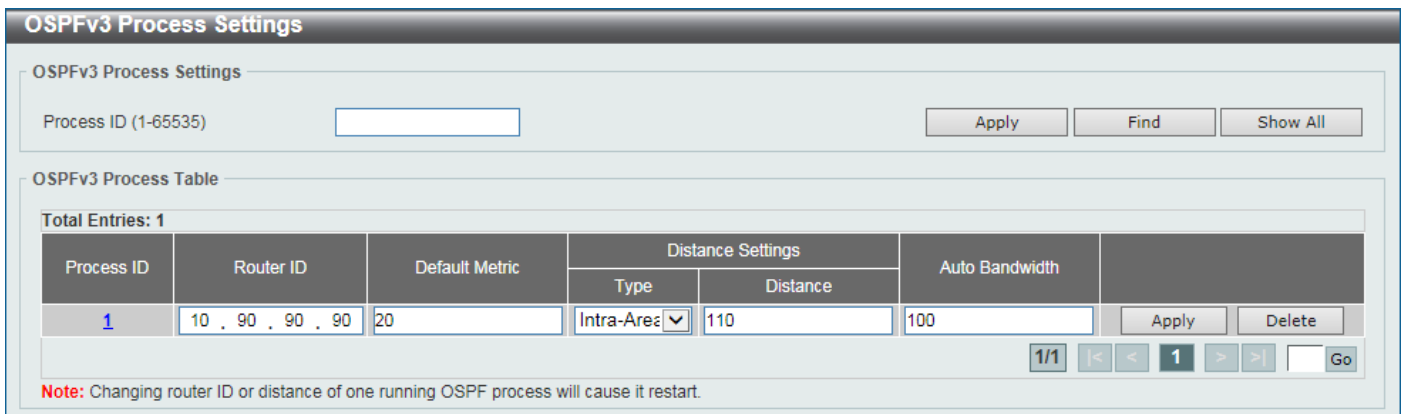 OSPFv3 Process Settings
OSPFv3 Process Settings
Process ID (1-65535)
Apply
Find
Show All
OSPFv3 Process Table
Total Entries: 1
Process ID
Router ID
Default Metric
Distance Settings
Type
Distance
Auto Bandwidth
1
10 . 90 . 90 . 90
20
Intra-Area
110
100
Apply
Delete
1/1 |< < 1 > >| Go
Note: Changing router ID or distance of one running OSPF process will cause it restart.